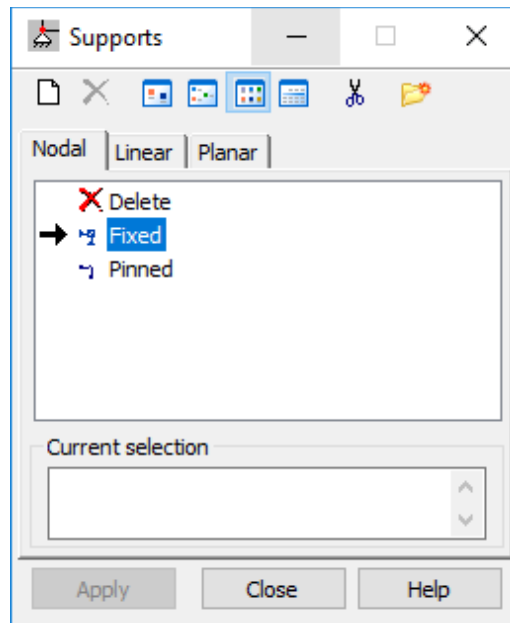 Supports
Nodal Linear Planar
Delete
Fixed
Pinned
Current selection
Apply Close Help